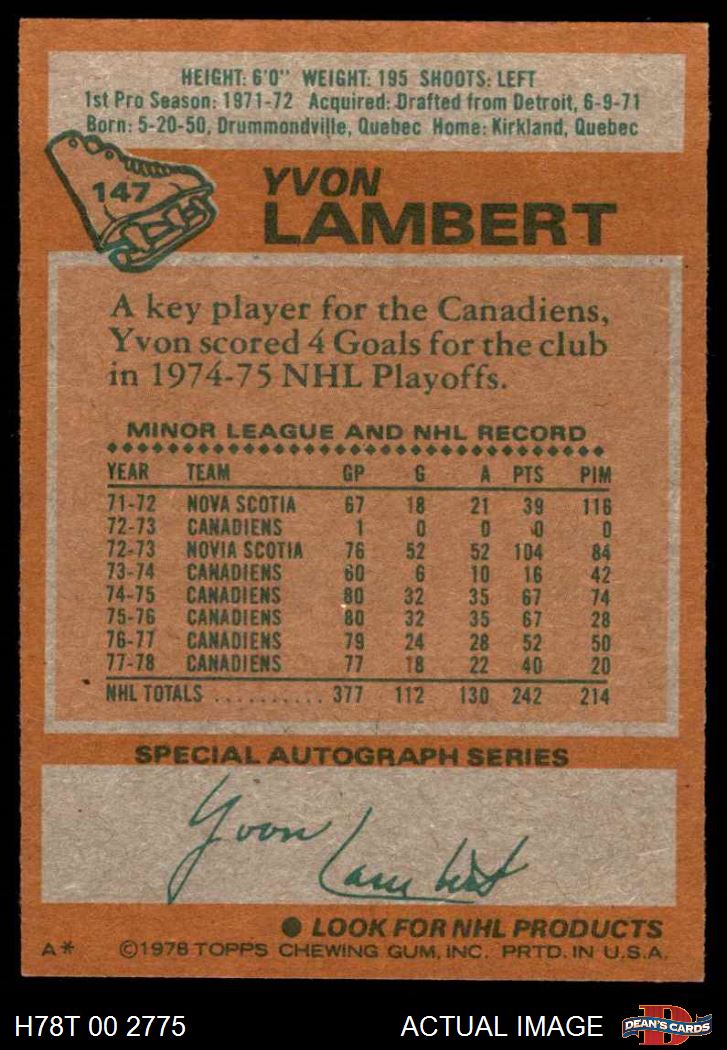 HEIGHT: 6'0" WEIGHT: 195 SHOOTS: LEFT
1st Pro Season: 1971-72 Acquired: Drafted from Detroit, 6-9-71
Born: 5-20-50, Drummondville, Quebec Home: Kirkland, Quebec
147
YVON
LAMBERT
A key player for the Canadiens,
Yvon scored 4 Goals for the club
in 1974-75 NHL Playoffs.
MINOR LEAGUE AND NHL RECORD
YEAR TEAM GP G A PTS PIM
71-72 NOVA SCOTIA 67 18 21 39 116
72-73 CANADIENS 1 0 0 0 0
72-73 NOVIA SCOTIA 76 52 52 104 84
73-74 CANADIENS 60 6 10 16 42
74-75 CANADIENS 80 32 35 67 74
75-76 CANADIENS 80 32 35 67 28
76-77 CANADIENS 79 24 28 52 50
77-78 CANADIENS 77 18 22 40 20
NHL TOTALS .......... 377 112 130 242 214
SPECIAL AUTOGRAPH SERIES
Yvon Lambert
● LOOK FOR NHL PRODUCTS
A* ©1978 TOPPS CHEWING GUM, INC. PRTD. IN U.S.A.
H78T 00 2775 ACTUAL IMAGE D DEAN'S CARDS